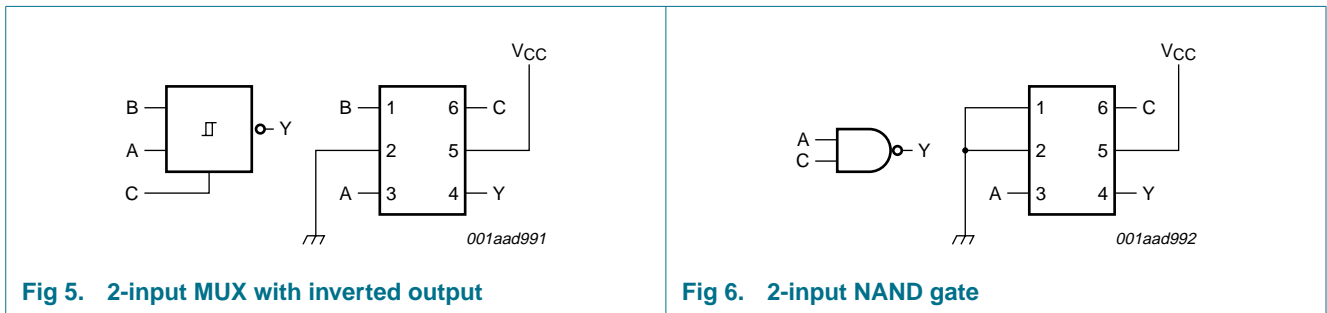 VCC
B
A
C
Y
B 1 6 C
2 5
A 3 4 Y
001aad991
Fig 5. 2-input MUX with inverted output
VCC
A
C
Y
1 6 C
2 5
A 3 4 Y
001aad992
Fig 6. 2-input NAND gate